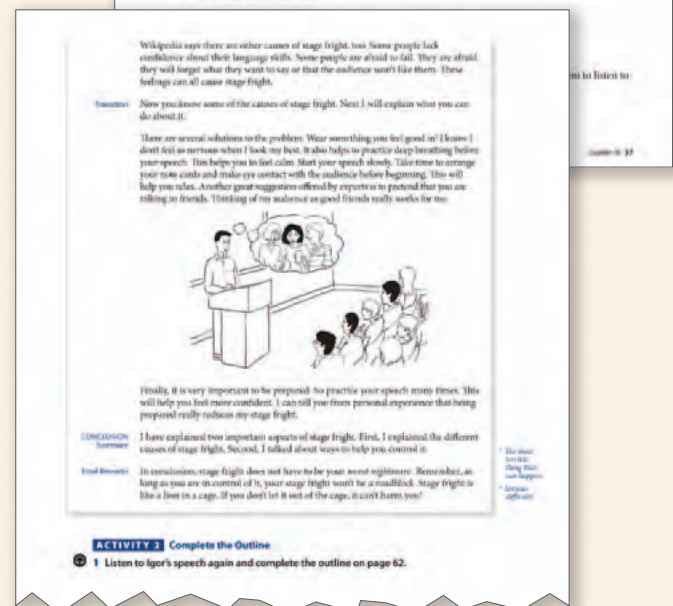 Wikipedia says there are other causes of stage fright, too. Some people lack
confidence about their language skills. Some people are afraid to fail. They are afraid
they will forget what they want to say or that the audience won't like them. These
feelings can all cause stage fright.
Transition Now you know some of the causes of stage fright. Next I will explain what you can
do about it.
There are several solutions to the problem. Wear something you feel good in! I know I
don't feel as nervous when I look my best. It also helps to practice deep breathing before
your speech. This helps you to feel calm. Start your speech slowly. Take time to arrange
your note cards and make eye contact with the audience before beginning. This will
help you relax. Another great suggestion offered by experts is to pretend that you are
talking to friends. Thinking of my audience as good friends really works for me.
Finally, it is very important to be prepared. So practice your speech many times. This
will help you feel more confident. I can tell you from personal experience that being
prepared really reduces my stage fright.
CONCLUSION
Summary
I have explained two important aspects of stage fright. First, I explained the different
causes of stage fright. Second, I talked about ways to help you control it.
Final Remarks In conclusion, stage fright does not have to be your worst nightmare. Remember, as
long as you are in control of it, your stage fright won't be a roadblock. Stage fright is
like a lion in a cage. If you don't let it out of the cage, it can't harm you!
* The most
terrible
thing that
can happen
* Serious
difficulty
ACTIVITY 2 Complete the Outline
1 Listen to Igor's speech again and complete the outline on page 62.
to listen to